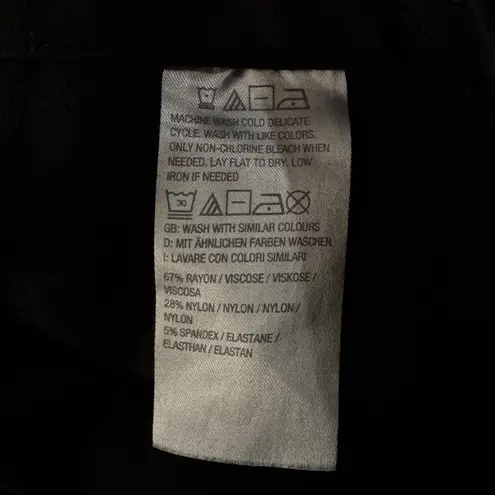 MACHINE WASH COLD DELICATE
CYCLE. WASH WITH LIKE COLORS.
ONLY NON-CHLORINE BLEACH WHEN
NEEDED. LAY FLAT TO DRY. LOW
IRON IF NEEDED
30
GB: WASH WITH SIMILAR COLOURS
D: MIT ÄHNLICHEN FARBEN WASCHEN
I: LAVARE CON COLORI SIMILARI
67% RAYON / VISCOSE / VISKOSE /
VISCOSA
28% NYLON / NYLON / NYLON /
NYLON
5% SPANDEX / ELASTANE /
ELASTHAN / ELASTAN